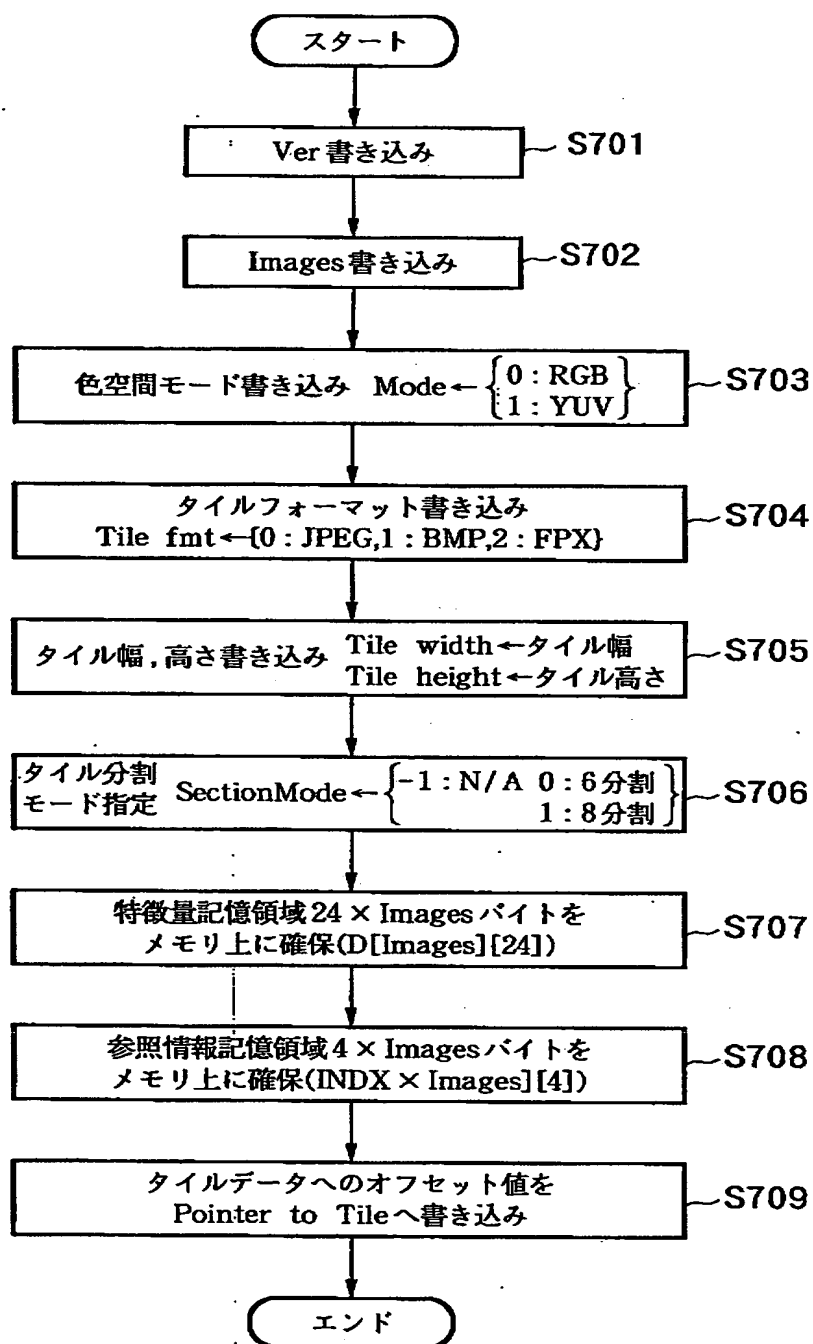 スタート
Ver 書き込み
S701
Images書き込み
S702
色空間モード書き込み Mode←{0 : RGB
1 : YUV}
S703
タイルフォーマット書き込み
Tile fmt←{0 : JPEG,1 : BMP,2 : FPX}
S704
タイル幅,高さ書き込み Tile width←タイル幅
Tile height←タイル高さ
S705
タイル分割
モード指定 SectionMode←{-1 : N/A 0 : 6分割
1 : 8分割}
S706
特徴量記憶領域24×Imagesバイトを
メモリ上に確保(D[Images][24])
S707
参照情報記憶領域4×Imagesバイトを
メモリ上に確保(INDX×Images][4])
S708
タイルデータへのオフセット値を
Pointer to Tileへ書き込み
S709
エンド